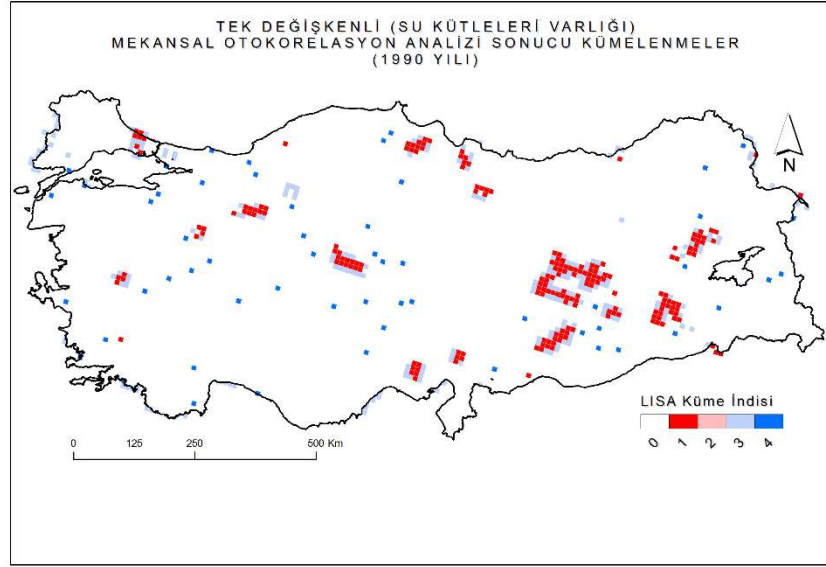 TEK DEĞİŞKENLİ (SU KÜTLELERİ VARLIĞI)
MEKANSAL OTOKORELASYON ANALİZİ SONUCU KÜMELENMELER
(1990 YILI)
N
LISA Küme İndisi
0 1 2 3 4
0 125 250 500 Km